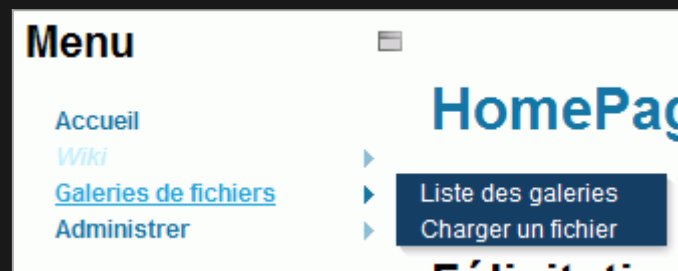 Menu
HomePag
Accueil
Wiki
Galeries de fichiers
Liste des galeries
Administrer
Charger un fichier